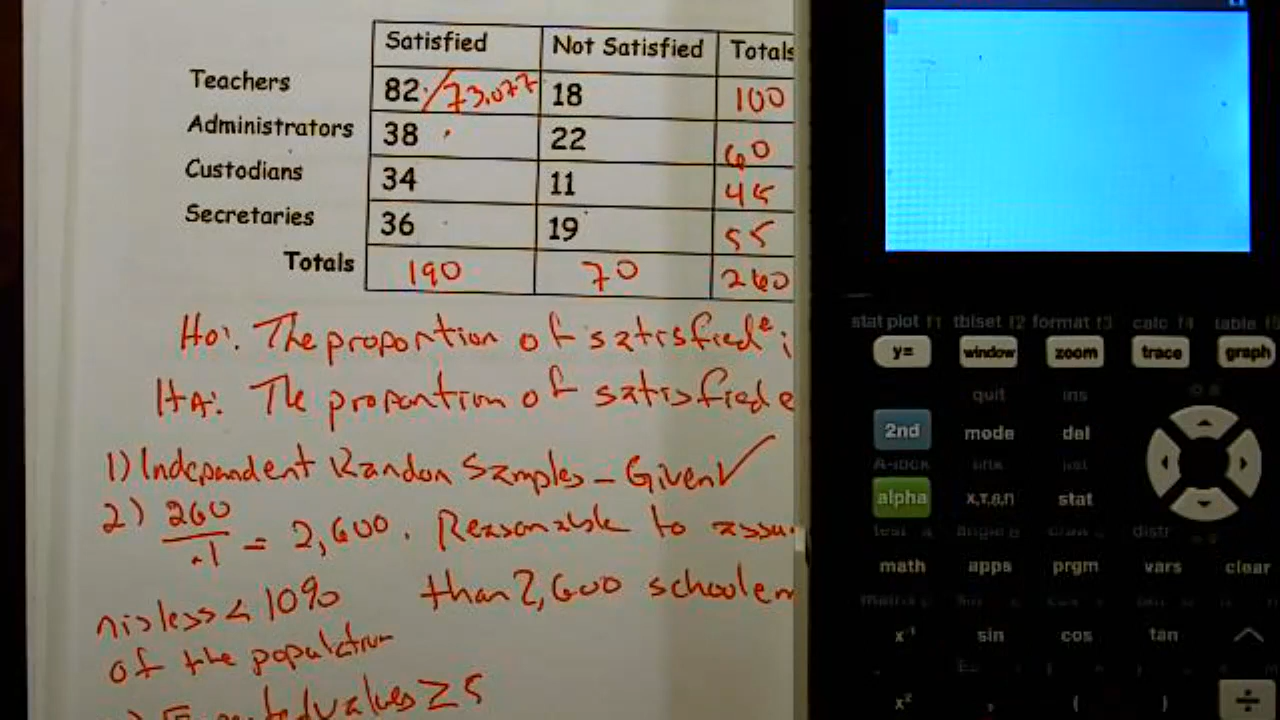 Satisfied Not Satisfied Totals
Teachers 82 /73.077 18 100
Administrators 38 22 60
Custodians 34 11 45
Secretaries 36 19 55
Totals 190 70 260
Ho: The proportion of satisfied e
HA: The proportion of satisfied e
1) Independent Random Samples - Given ✓
2) 260
.1 = 2,600. Reasonable to assu
n is less < 10% than 2,600 school em
of the population
values ≥ 5
stat plot f1 tblset f2 format f3 calc f4 table
y= window zoom trace graph
quit ins
2nd mode del
A-lock link list
alpha x,T,θ,n stat
test A angle B draw C distr
math apps prgm vars clear
x⁻¹ sin cos tan ^
x² , ( ) ÷